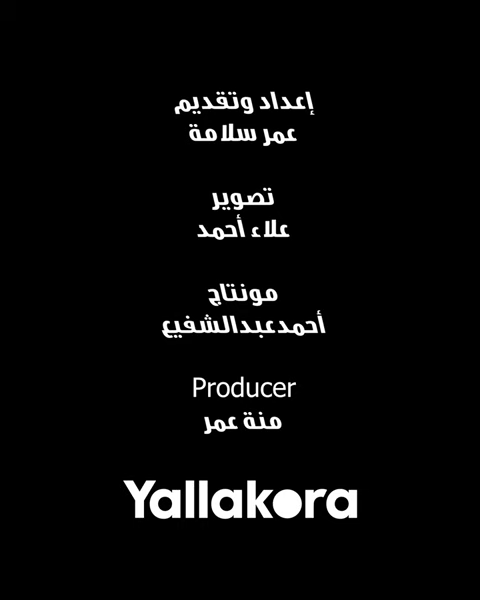 إعداد وتقديم
عمر سلامة
تصوير
علاء أحمد
مونتاج
أحمدعبدالشفيع
Producer
منة عمر
Yallakora